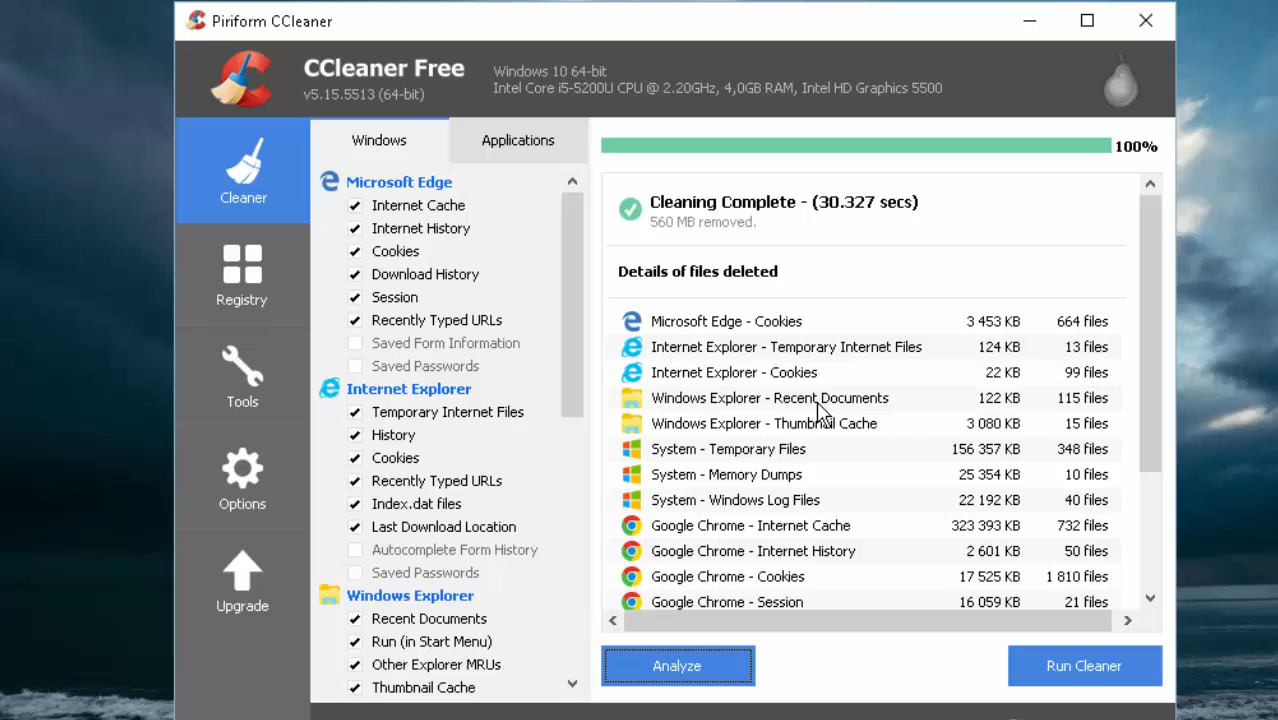 Piriform CCleaner
CCleaner Free
v5.15.5513 (64-bit)
Windows 10 64-bit
Intel Core i5-5200U CPU @ 2.20GHz, 4,0GB RAM, Intel HD Graphics 5500
Cleaner
Registry
Tools
Options
Upgrade
Windows
Applications
Microsoft Edge
Internet Cache
Internet History
Cookies
Download History
Session
Recently Typed URLs
Saved Form Information
Saved Passwords
Internet Explorer
Temporary Internet Files
History
Cookies
Recently Typed URLs
Index.dat files
Last Download Location
Autocomplete Form History
Saved Passwords
Windows Explorer
Recent Documents
Run (in Start Menu)
Other Explorer MRUs
Thumbnail Cache
100%
Cleaning Complete - (30.327 secs)
560 MB removed.
Details of files deleted
Microsoft Edge - Cookies 3 453 KB 664 files
Internet Explorer - Temporary Internet Files 124 KB 13 files
Internet Explorer - Cookies 22 KB 99 files
Windows Explorer - Recent Documents 122 KB 115 files
Windows Explorer - Thumbnail Cache 3 080 KB 15 files
System - Temporary Files 156 357 KB 348 files
System - Memory Dumps 25 354 KB 10 files
System - Windows Log Files 22 192 KB 40 files
Google Chrome - Internet Cache 323 393 KB 732 files
Google Chrome - Internet History 2 601 KB 50 files
Google Chrome - Cookies 17 525 KB 1 810 files
Google Chrome - Session 16 059 KB 21 files
Analyze
Run Cleaner